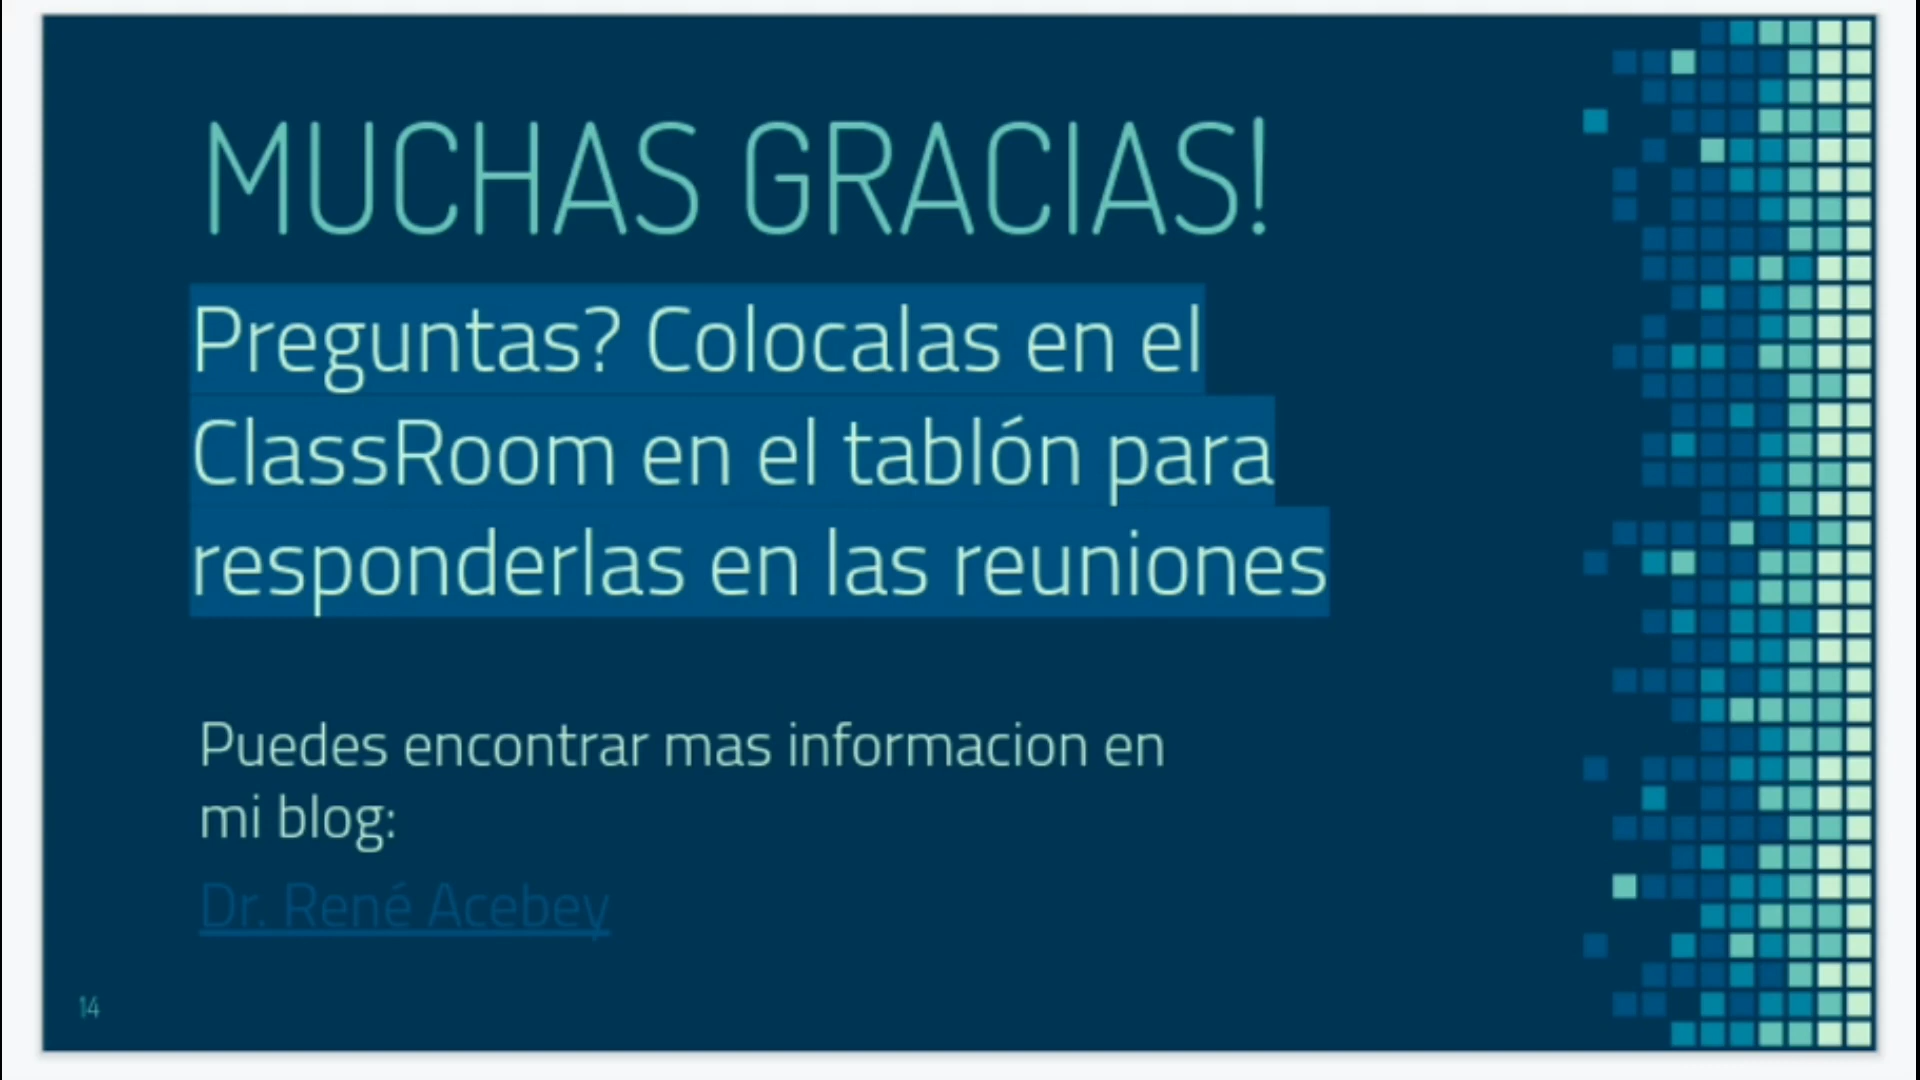 MUCHAS GRACIAS!
Preguntas? Colocalas en el
ClassRoom en el tablón para
responderlas en las reuniones
Puedes encontrar mas informacion en
mi blog:
Dr. René Acebey
14